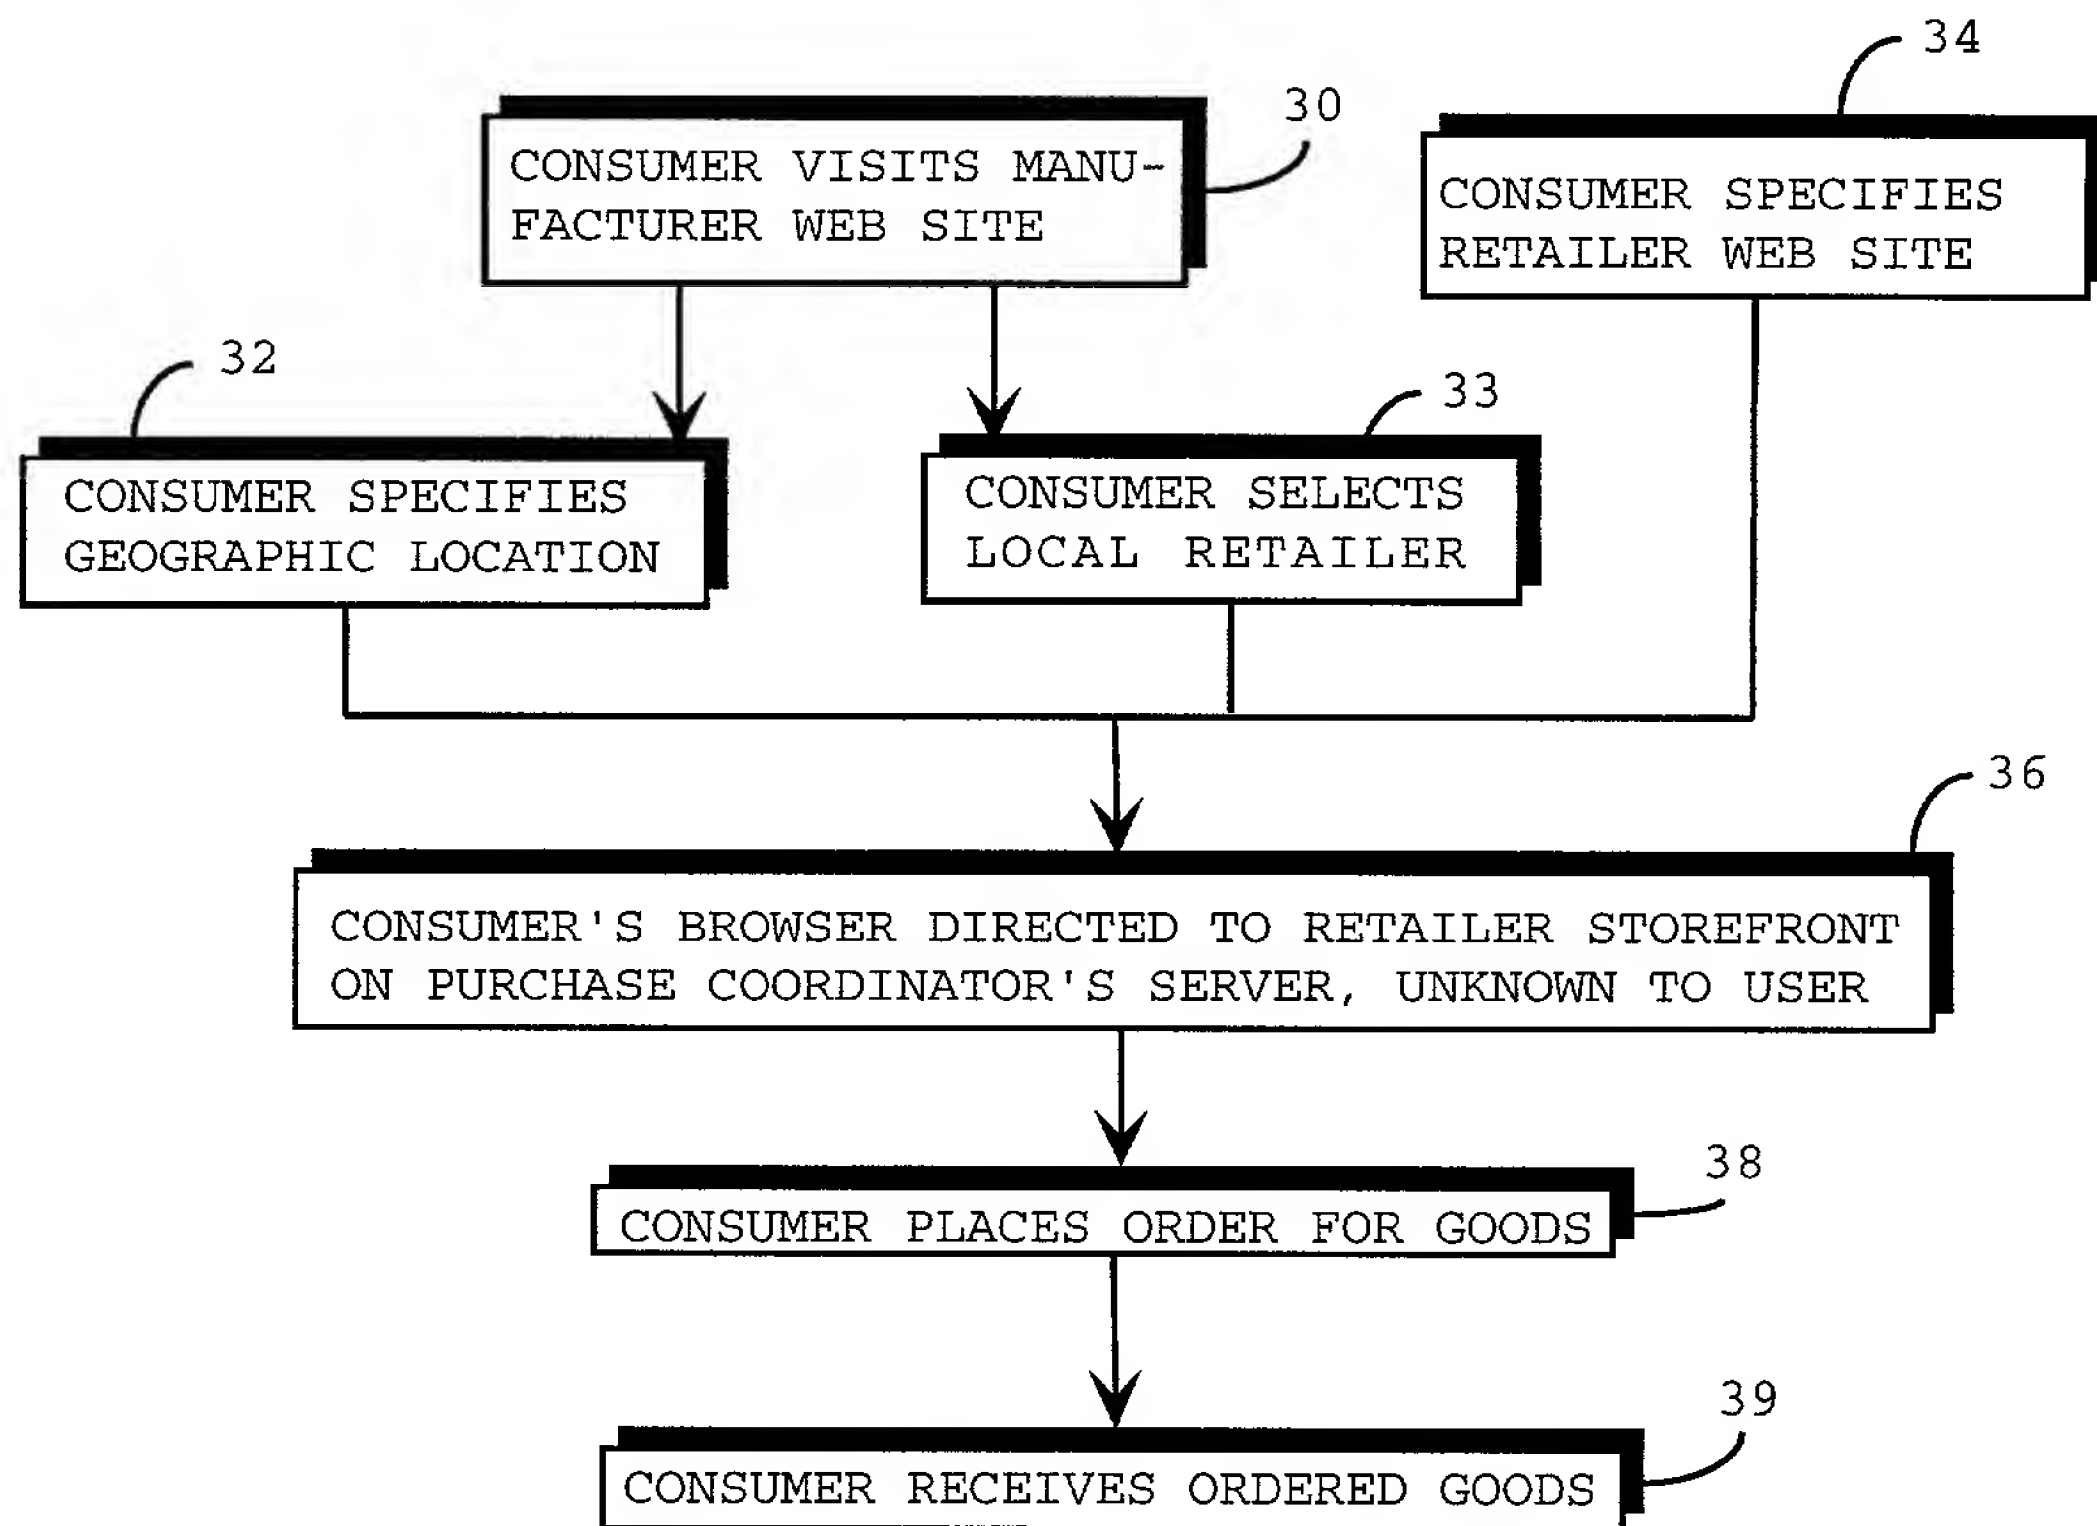 34
30
CONSUMER VISITS MANU-
FACTURER WEB SITE
CONSUMER SPECIFIES
RETAILER WEB SITE
32
33
CONSUMER SPECIFIES
GEOGRAPHIC LOCATION
CONSUMER SELECTS
LOCAL RETAILER
36
CONSUMER'S BROWSER DIRECTED TO RETAILER STOREFRONT
ON PURCHASE COORDINATOR'S SERVER, UNKNOWN TO USER
38
CONSUMER PLACES ORDER FOR GOODS
39
CONSUMER RECEIVES ORDERED GOODS